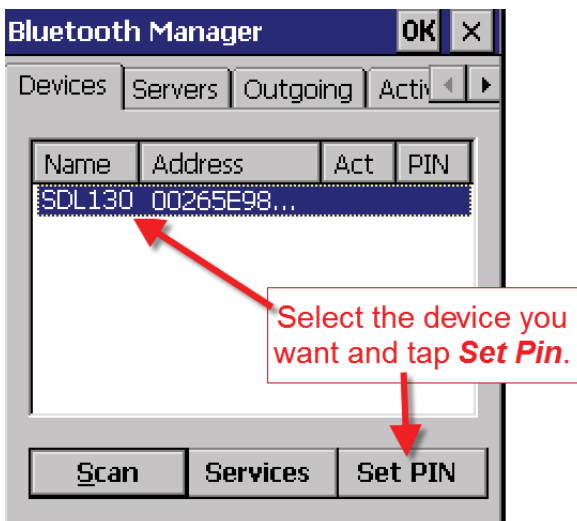 Bluetooth Manager OK ×
Devices Servers Outgoing Activ
Name Address Act PIN
SDL130 00265E98...
Select the device you
want and tap Set Pin.
Scan Services Set PIN